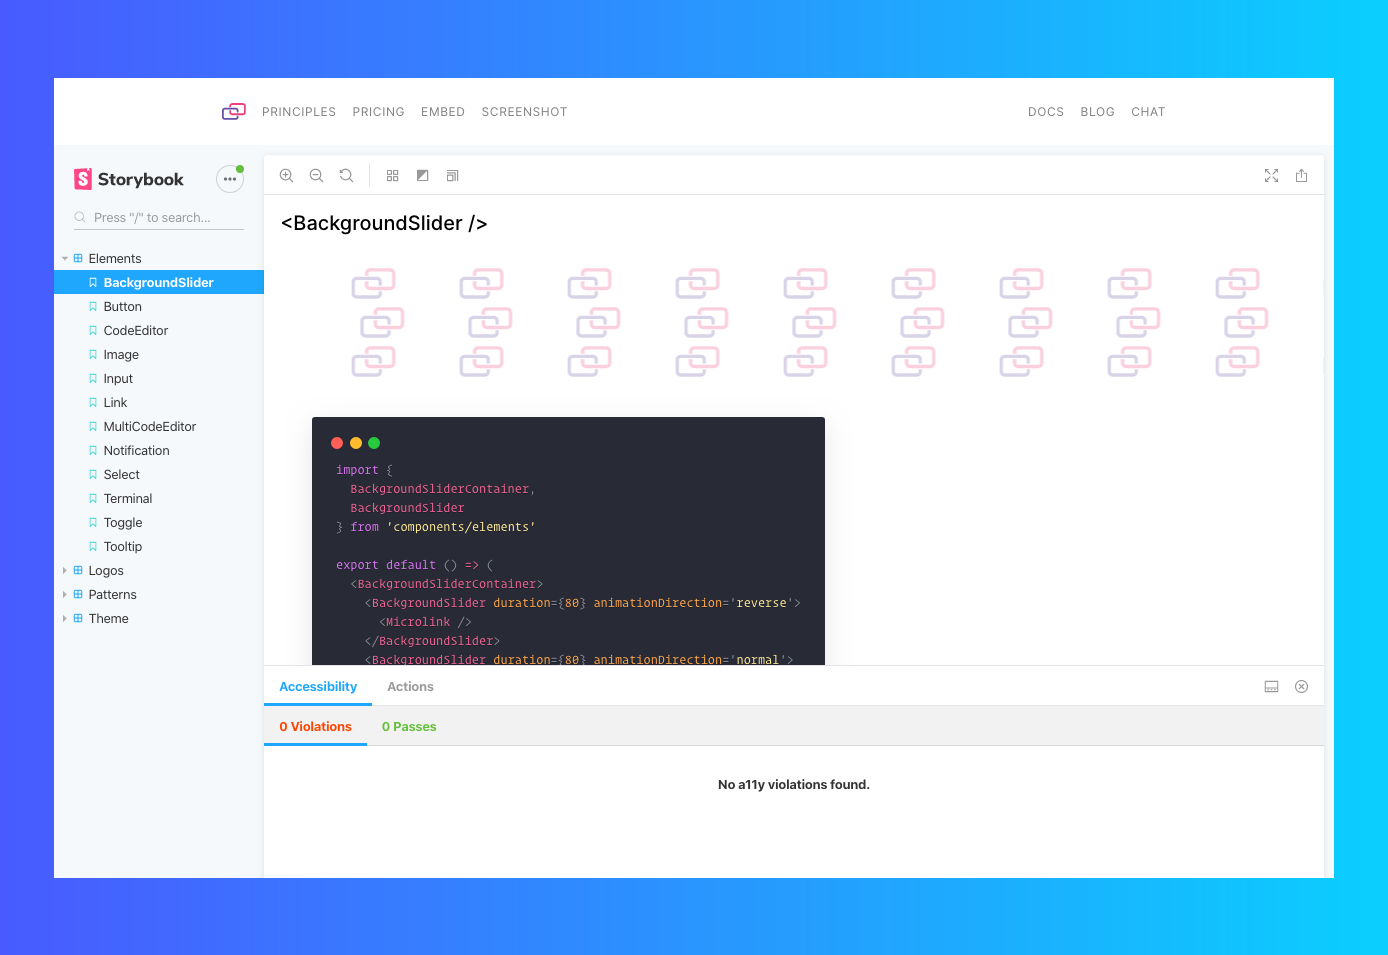 PRINCIPLES PRICING EMBED SCREENSHOT DOCS BLOG CHAT
S Storybook
Press "/" to search...
Elements
BackgroundSlider
Button
CodeEditor
Image
Input
Link
MultiCodeEditor
Notification
Select
Terminal
Toggle
Tooltip
Logos
Patterns
Theme
<BackgroundSlider />
import {
BackgroundSliderContainer,
BackgroundSlider
} from 'components/elements'
export default () => (
<BackgroundSliderContainer>
<BackgroundSlider duration={80} animationDirection='reverse'>
<Microlink />
</BackgroundSlider>
<BackgroundSlider duration={80} animationDirection='normal'>
Accessibility Actions
0 Violations 0 Passes
No a11y violations found.